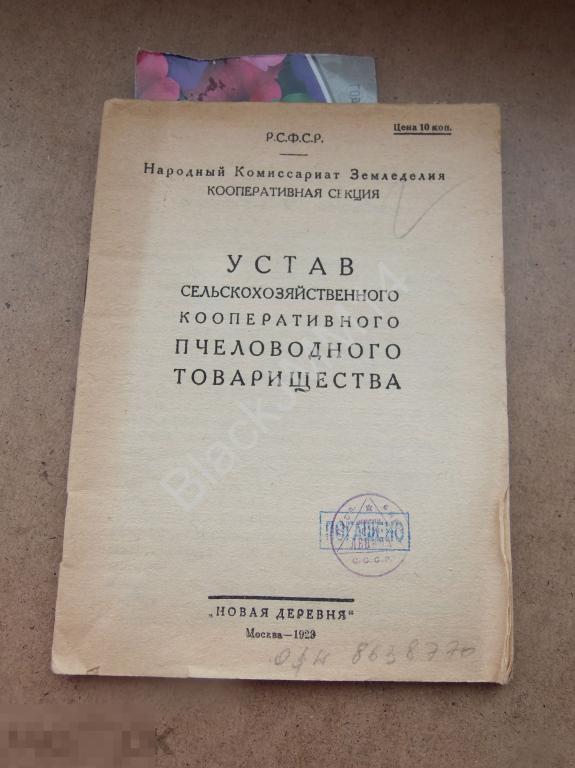 Цена 10 коп.
Р.С.Ф.С.Р.
Народный Комиссариат Земледелия
КООПЕРАТИВНАЯ СЕКЦИЯ
УСТАВ
СЕЛЬСКОХОЗЯЙСТВЕННОГО
КООПЕРАТИВНОГО
ПЧЕЛОВОДНОГО
ТОВАРИЩЕСТВА
ПОГАШЕНО
С.С.С.Р.
„НОВАЯ ДЕРЕВНЯ“
Москва—1929
8638770